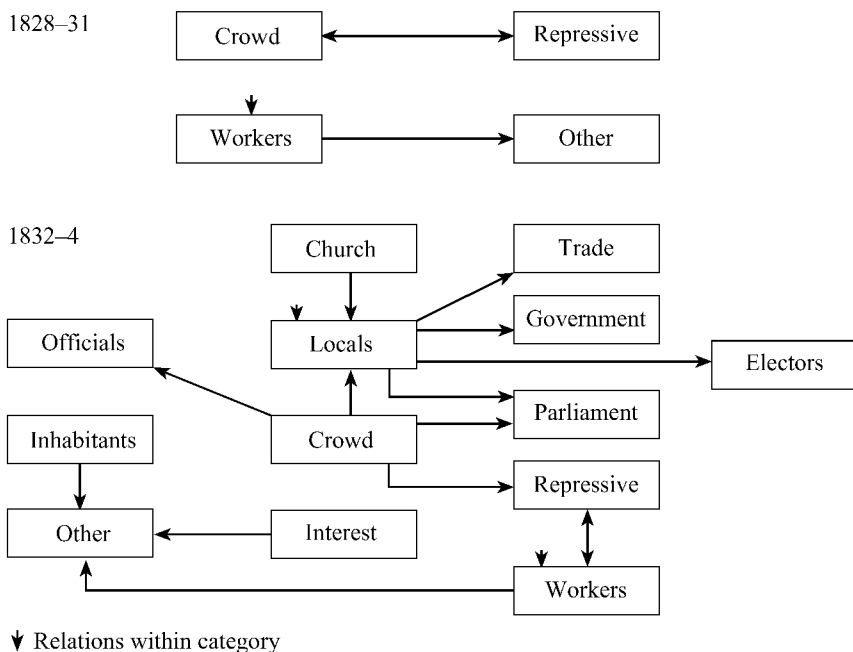 1828–31
Crowd
Repressive
Workers
Other
1832–4
Church
Trade
Officials
Locals
Government
Electors
Inhabitants
Crowd
Parliament
Repressive
Other
Interest
Workers
Relations within category